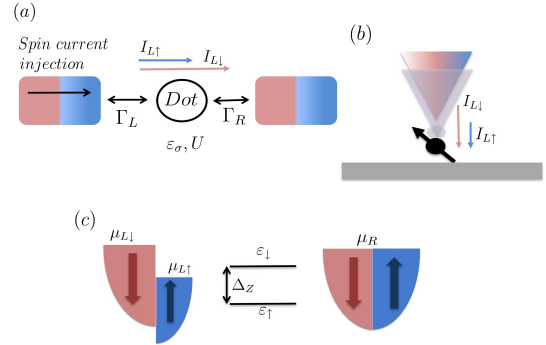 (a)
Spin current
injection
I_{L↑}
I_{L↓}
Dot
Γ_L
Γ_R
ε_σ, U
(b)
I_{L↓}
I_{L↑}
(c)
μ_{L↓}
μ_{L↑}
ε_↓
Δ_Z
ε_↑
μ_R